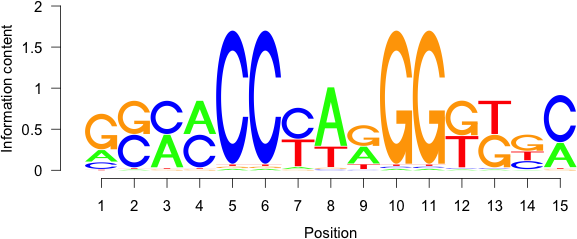 2
1.5
1
0.5
0
Information content
G A C
G C
C A
A C
C
C
C T
A T
G A T
G
G
G T
T G
G T C
C A
1 2 3 4 5 6 7 8 9 10 11 12 13 14 15
Position